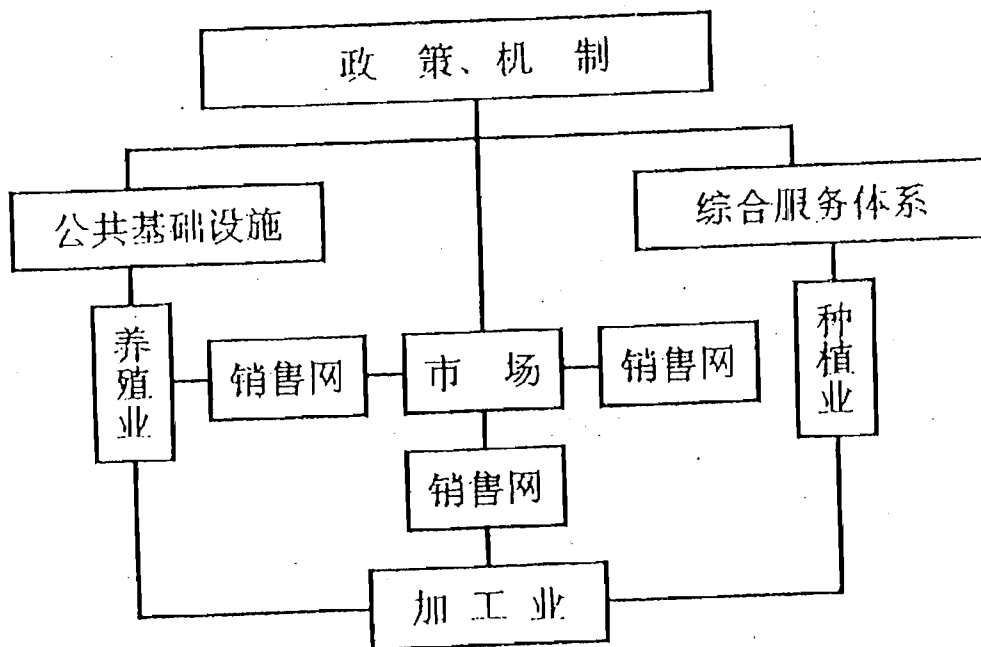 政 策、机 制
公共基础设施
综合服务体系
养殖业
销售网
市 场
销售网
种植业
销售网
加 工 业